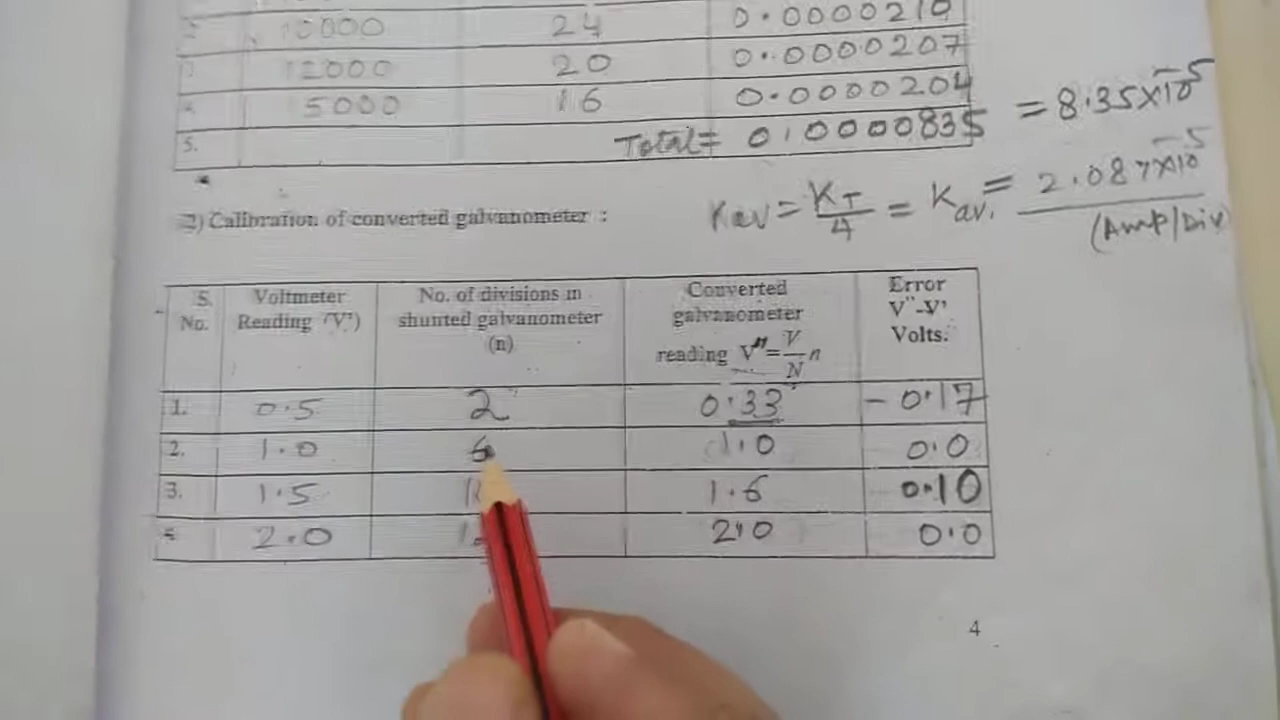 10000 24 0.0000210
12000 20 0.0000207
4. 5000 16 0.0000204
5. Total= 0.0000835 = 8.35×10-5
Kav = KT/4 = Kav. = 2.087×10-5
(Amp/Div
2) Calibration of converted galvanometer :
S. No. Voltmeter Reading (V') No. of divisions in shunted galvanometer (n) Converted galvanometer reading V"=V/N n Error V"-V' Volts.
1. 0.5 2 0.33 - 0.17
2. 1.0 6 1.0 0.0
3. 1.5 1.6 0.10
2.0 2.0 0.0
4